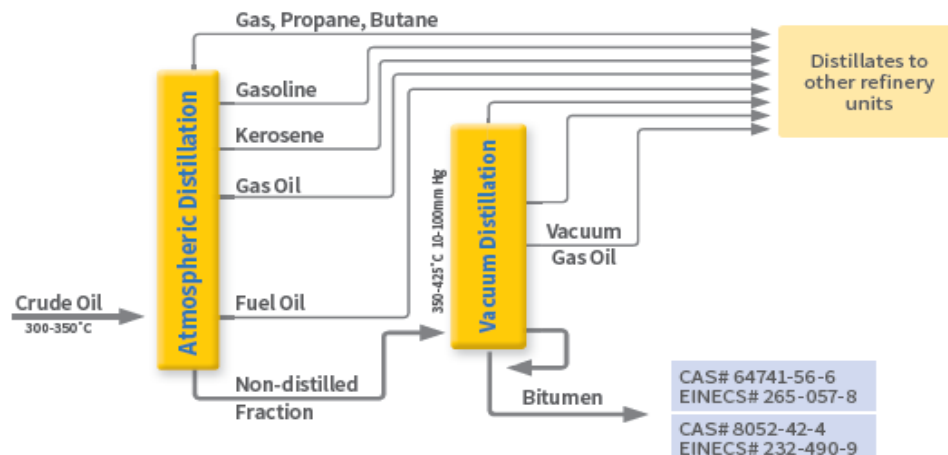 Gas, Propane, Butane
Gasoline
Kerosene
Gas Oil
Fuel Oil
Non-distilled
Fraction
Atmospheric Distillation
Crude Oil
300-350°C
350-425°C 10-100mm Hg
Vacuum Distillation
Vacuum
Gas Oil
Bitumen
Distillates to
other refinery
units
CAS# 64741-56-6
EINECS# 265-057-8
CAS# 8052-42-4
EINECS# 232-490-9